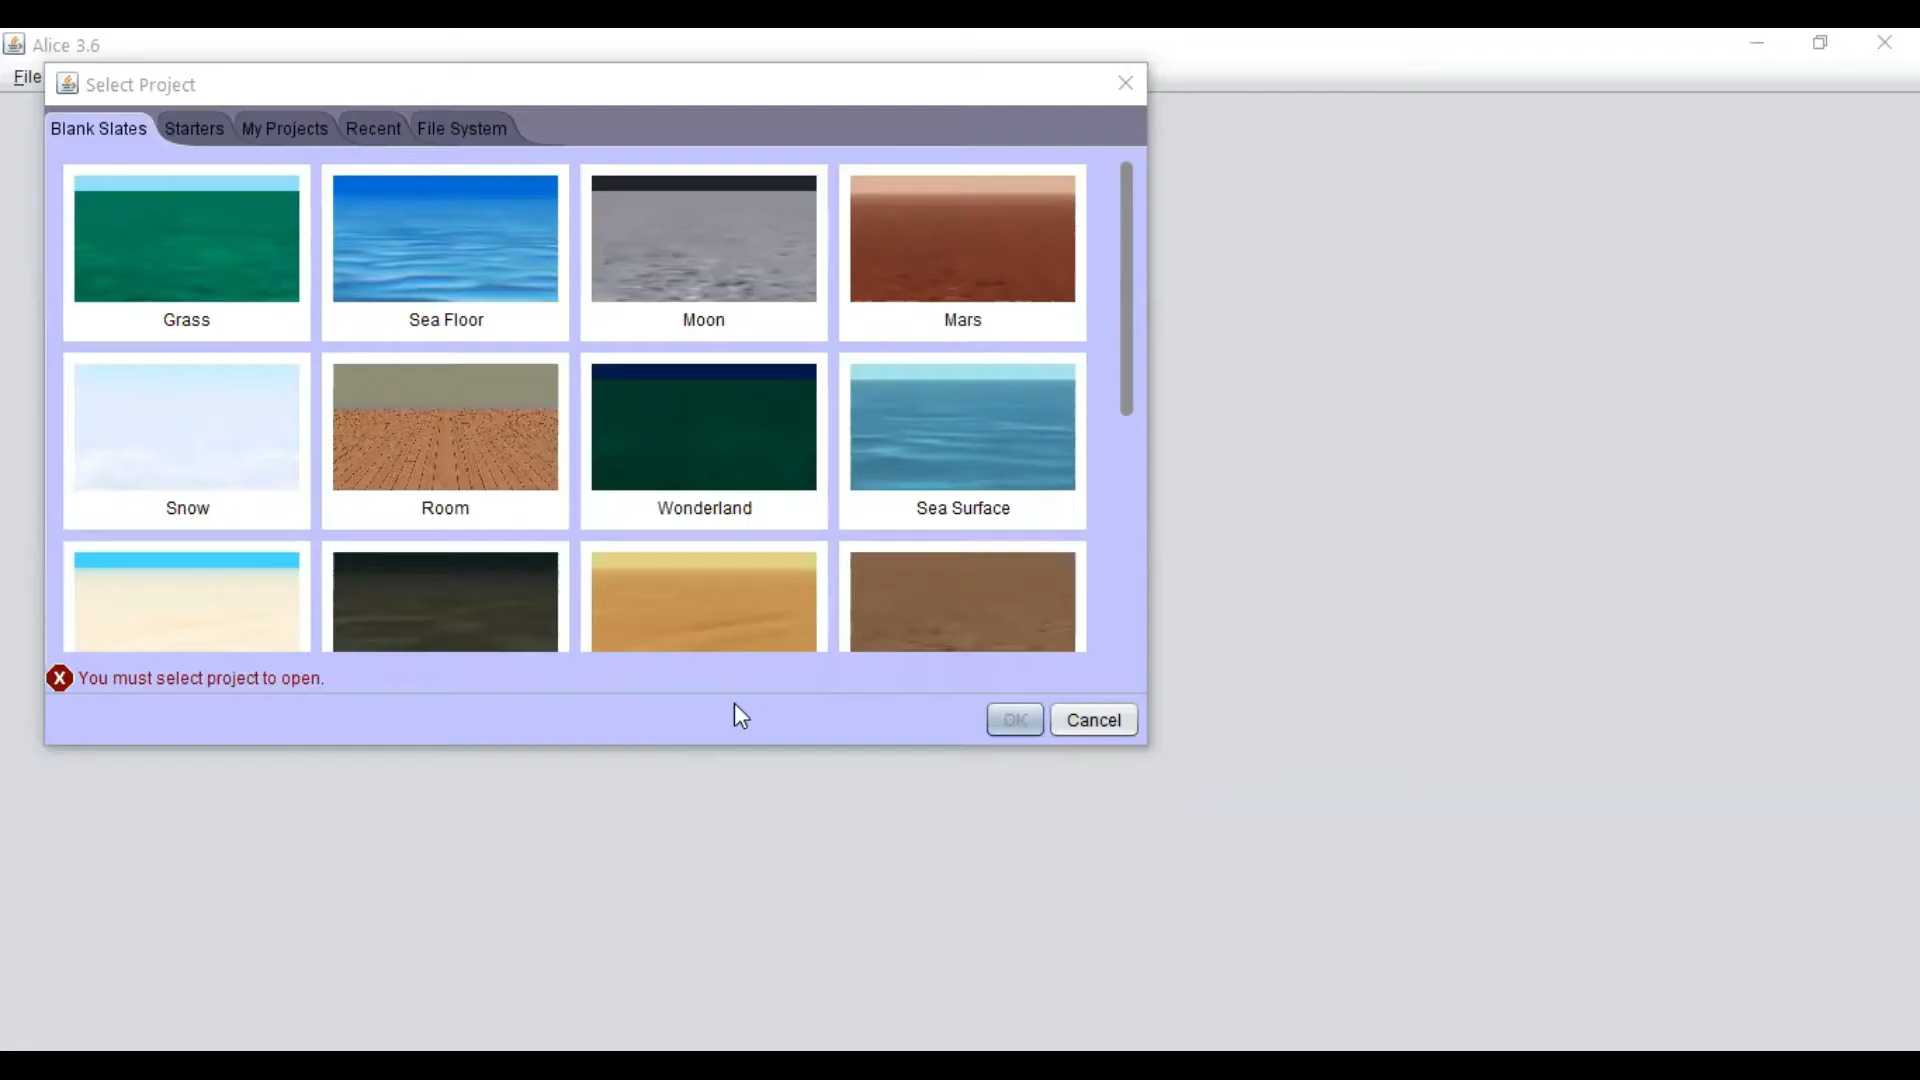 Alice 3.6
File
Select Project
Blank Slates Starters My Projects Recent File System
Grass Sea Floor Moon Mars
Snow Room Wonderland Sea Surface
X You must select project to open.
OK Cancel